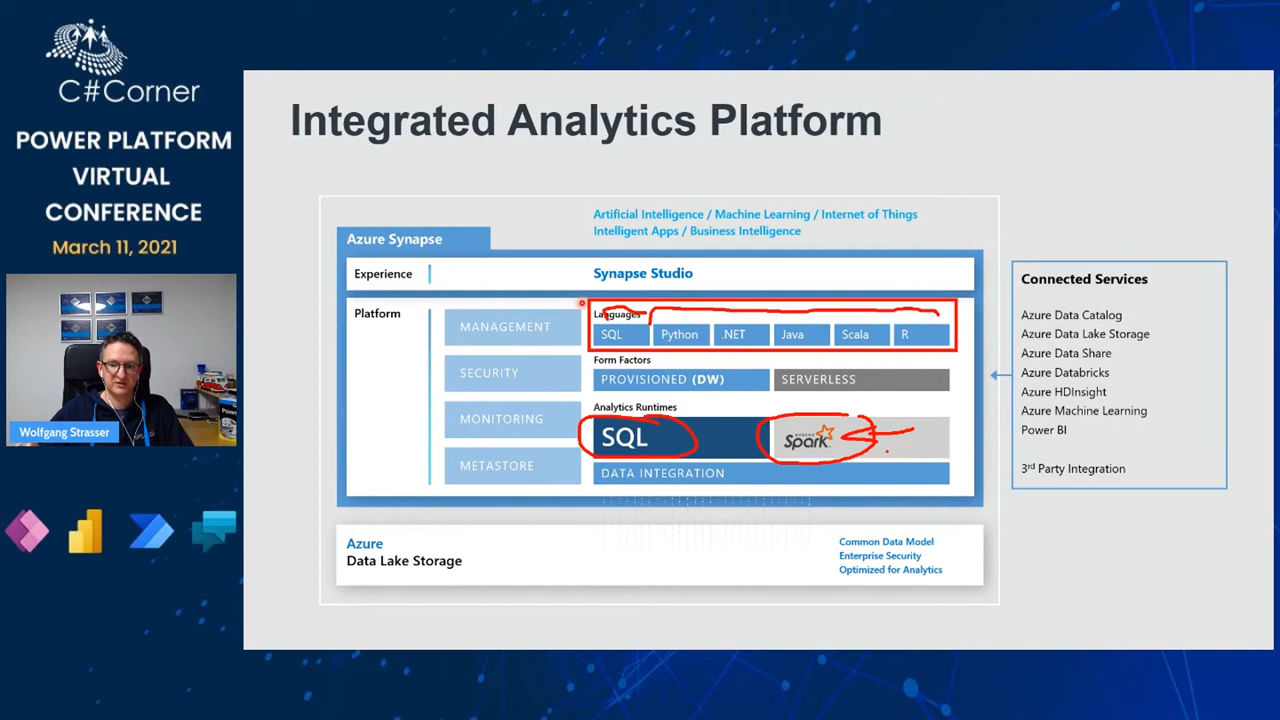 C#Corner
POWER PLATFORM
VIRTUAL
CONFERENCE
March 11, 2021
Wolfgang Strasser
Integrated Analytics Platform
Artificial Intelligence / Machine Learning / Internet of Things
Intelligent Apps / Business Intelligence
Azure Synapse
Experience
Synapse Studio
Platform
MANAGEMENT
SECURITY
MONITORING
METASTORE
Languages
SQL
Python
.NET
Java
Scala
R
Form Factors
PROVISIONED (DW)
SERVERLESS
Analytics Runtimes
SQL
APACHE
Spark
DATA INTEGRATION
Azure
Data Lake Storage
Common Data Model
Enterprise Security
Optimized for Analytics
Connected Services
Azure Data Catalog
Azure Data Lake Storage
Azure Data Share
Azure Databricks
Azure HDInsight
Azure Machine Learning
Power BI
3rd Party Integration